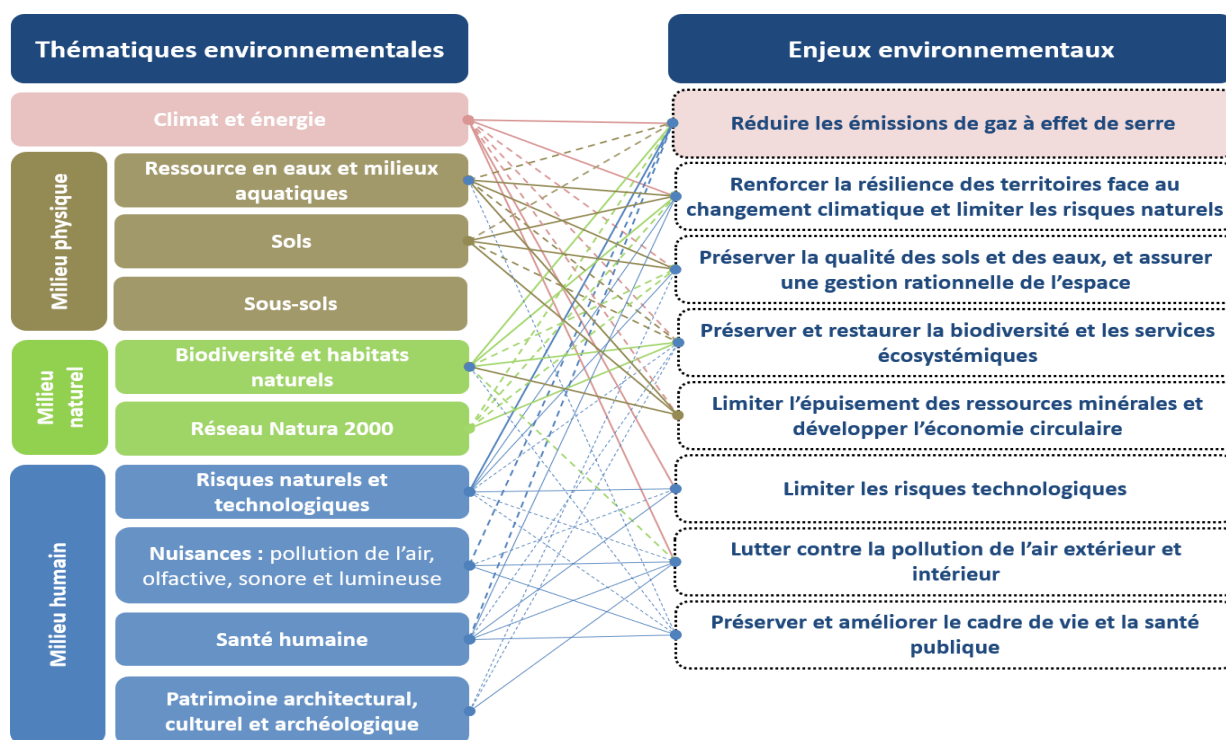 Thématiques environnementales
Climat et énergie
Milieu physique
Ressource en eaux et milieux
aquatiques
Sols
Sous-sols
Milieu
naturel
Biodiversité et habitats
naturels
Réseau Natura 2000
Milieu humain
Risques naturels et
technologiques
Nuisances : pollution de l’air,
olfactive, sonore et lumineuse
Santé humaine
Patrimoine architectural,
culturel et archéologique
Enjeux environnementaux
Réduire les émissions de gaz à effet de serre
Renforcer la résilience des territoires face au
changement climatique et limiter les risques naturels
Préserver la qualité des sols et des eaux, et assurer
une gestion rationnelle de l’espace
Préserver et restaurer la biodiversité et les services
écosystémiques
Limiter l’épuisement des ressources minérales et
développer l’économie circulaire
Limiter les risques technologiques
Lutter contre la pollution de l’air extérieur et
intérieur
Préserver et améliorer le cadre de vie et la santé
publique